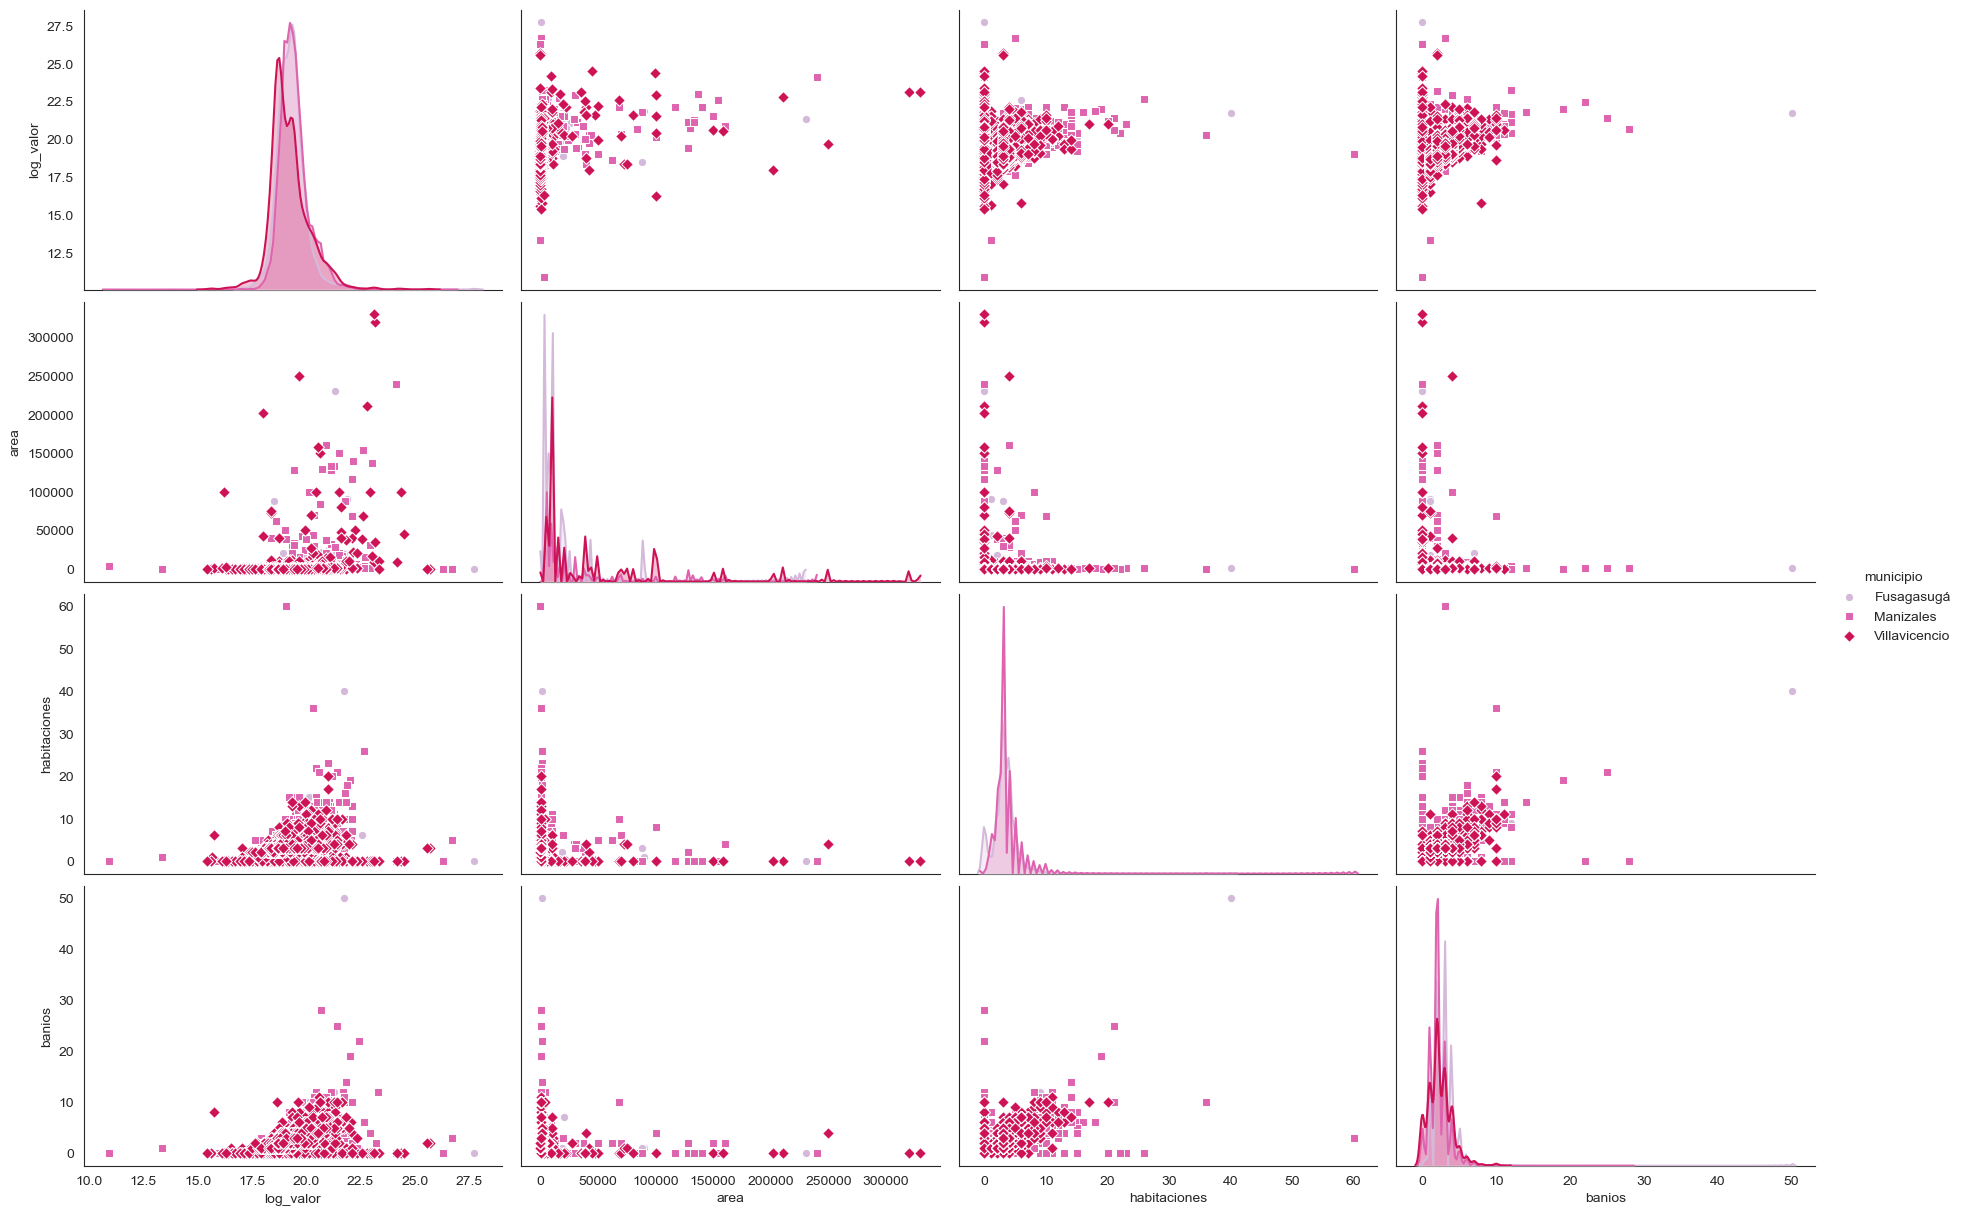 27.5
25.0
22.5
20.0
17.5
15.0
12.5
log_valor
300000
250000
200000
150000
100000
50000
0
area
60
50
40
30
20
10
0
habitaciones
50
40
30
20
10
0
banios
10.0 12.5 15.0 17.5 20.0 22.5 25.0 27.5
log_valor
0 50000 100000 150000 200000 250000 300000
area
0 10 20 30 40 50 60
habitaciones
0 10 20 30 40 50
banios
municipio
Fusagasugá
Manizales
Villavicencio